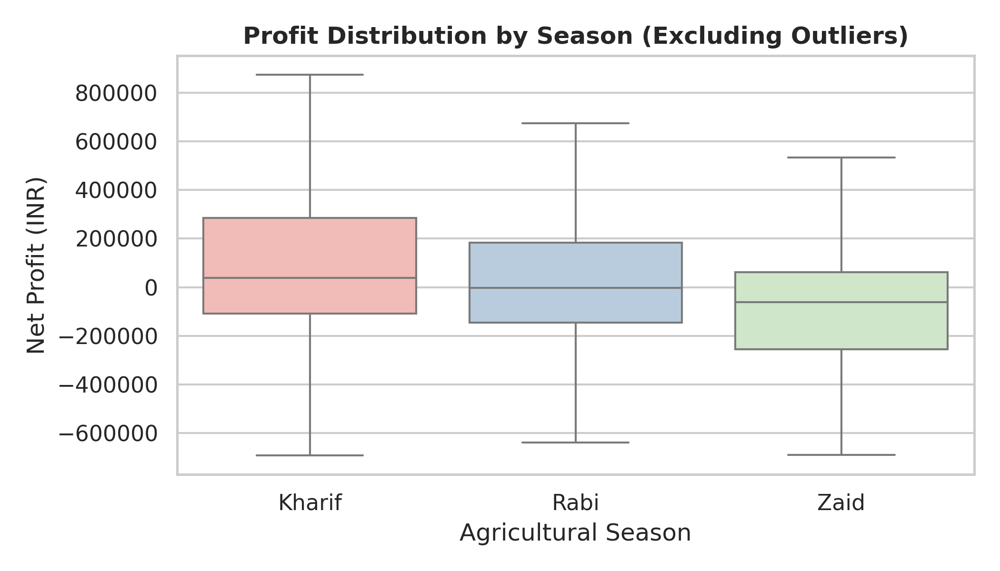 Profit Distribution by Season (Excluding Outliers)
Net Profit (INR)
800000
600000
400000
200000
0
−200000
−400000
−600000
Kharif
Rabi
Zaid
Agricultural Season